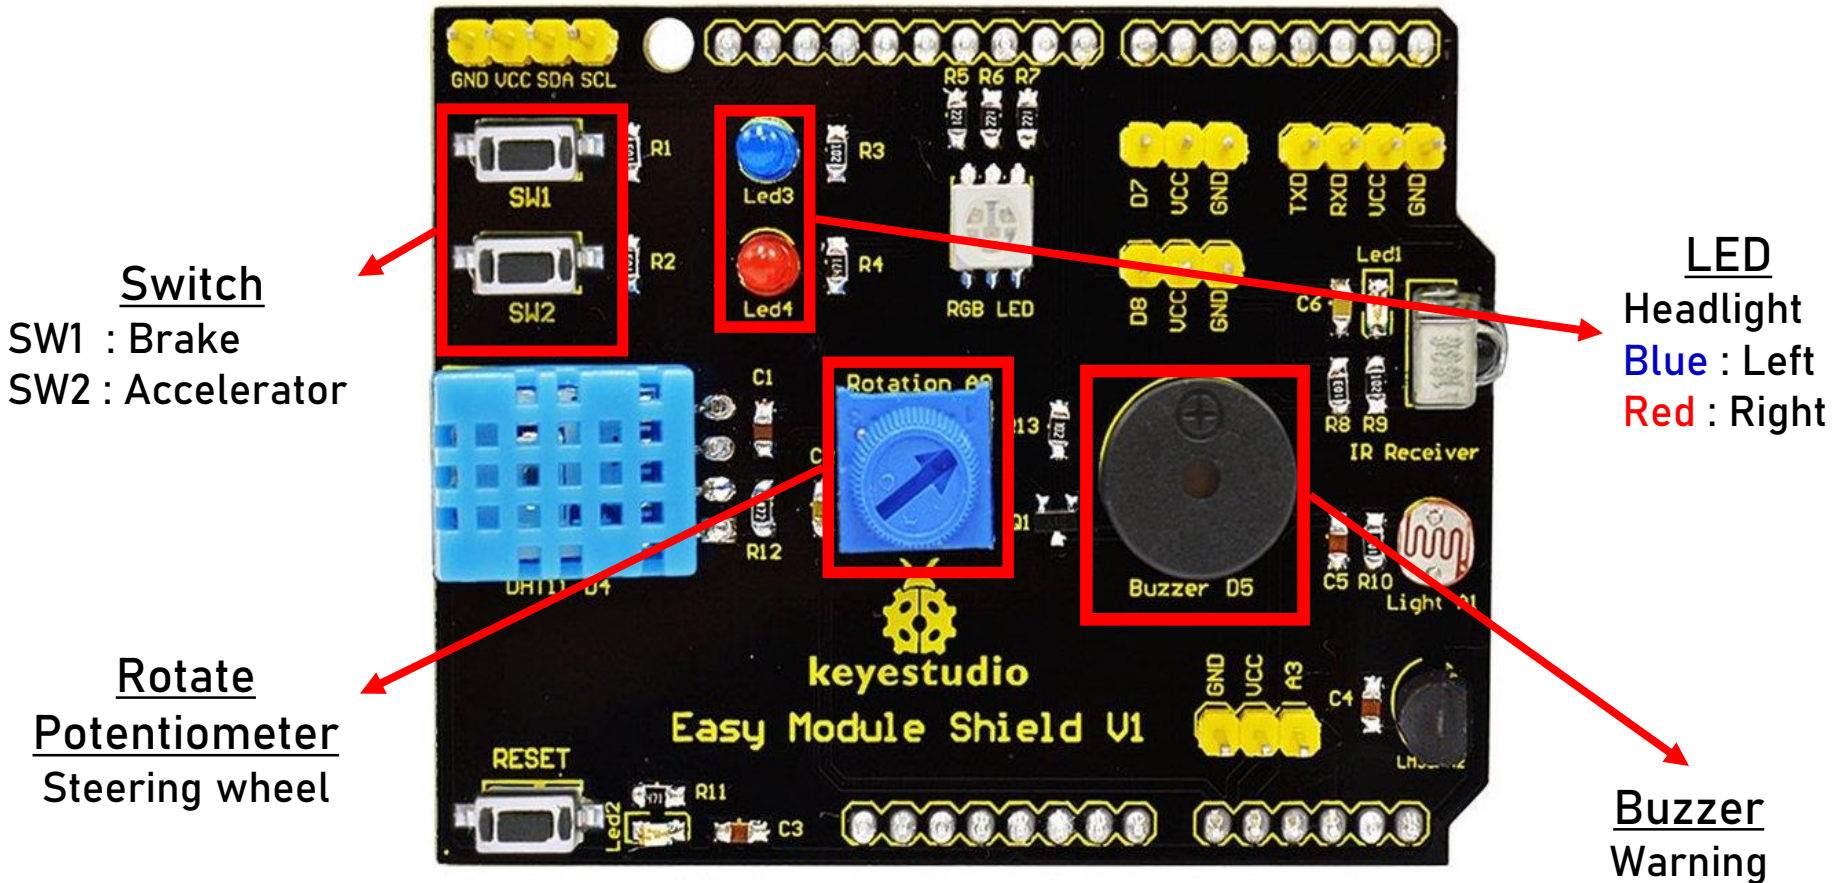 GND VCC SDA SCL
R5 R6 R7
SW1
R1
Led3
R3
SW2
R2
Led4
R4
RGB LED
D7
VCC
GND
TXD
RXD
VCC
GND
D8
VCC
GND
Led1
C6
R8 R9
IR Receiver
Switch
SW1 : Brake
SW2 : Accelerator
LED
Headlight
Blue : Left
Red : Right
C1
Rotation
R12
Buzzer D5
C5 R10
Light
keyestudio
Easy Module Shield V1
GND
VCC
A3
C4
RESET
Led2
R11
C3
Rotate
Potentiometer
Steering wheel
Buzzer
Warning